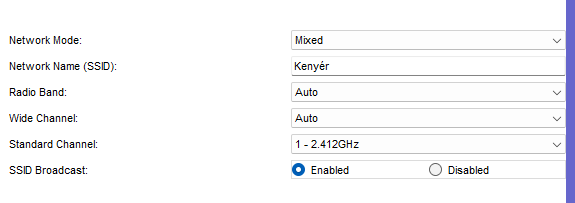 Network Mode: Mixed
Network Name (SSID): Kenyér
Radio Band: Auto
Wide Channel: Auto
Standard Channel: 1 - 2.412GHz
SSID Broadcast: Enabled Disabled